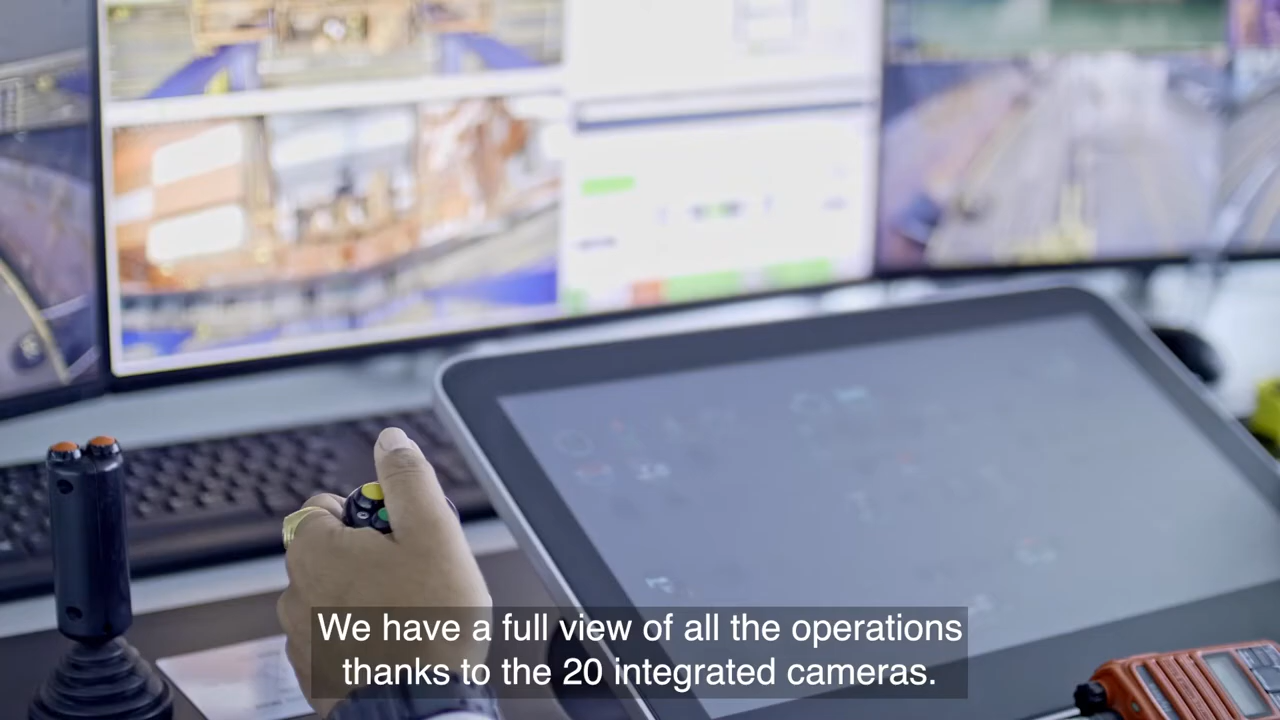 We have a full view of all the operations
thanks to the 20 integrated cameras.